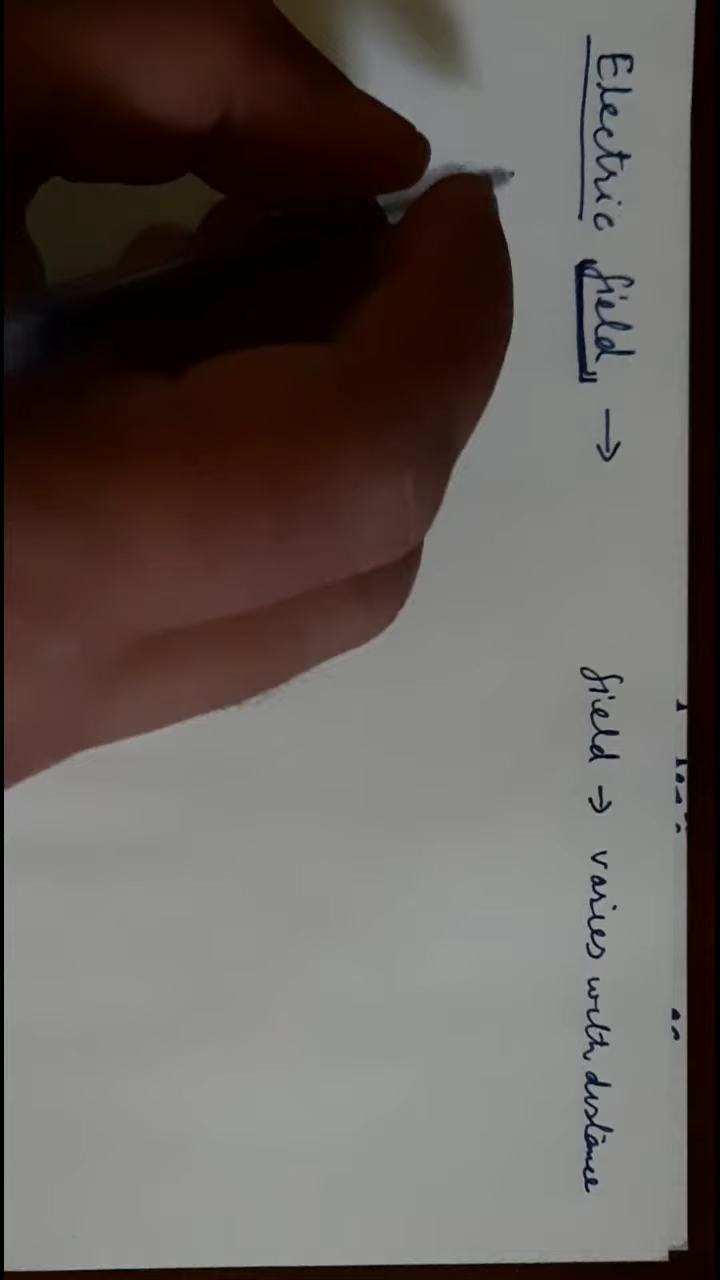 Electric field → field → varies with distance